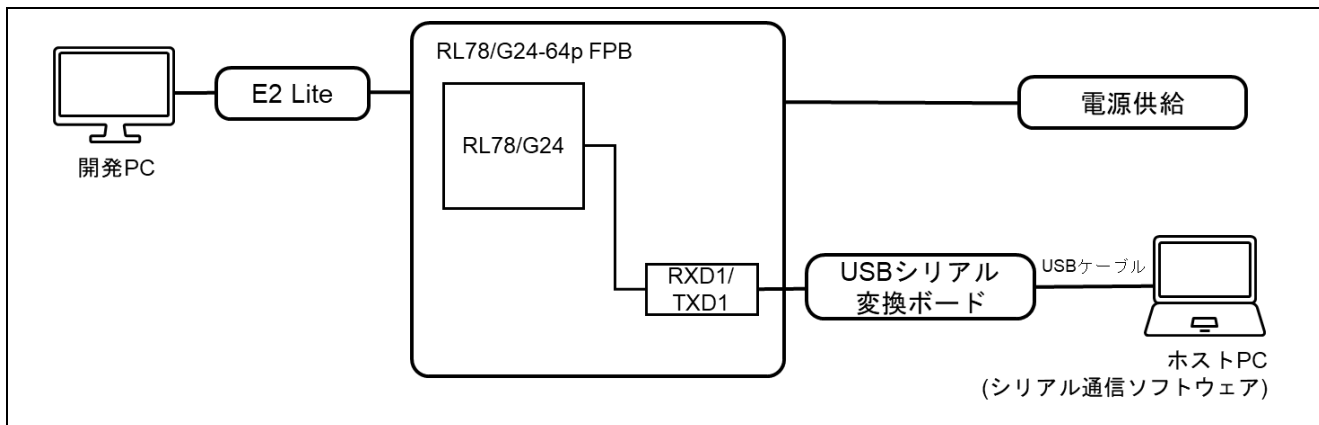 RL78/G24-64p FPB
E2 Lite
RL78/G24
電源供給
開発PC
RXD1/
TXD1
USBシリアル
変換ボード
USBケーブル
ホストPC
(シリアル通信ソフトウェア)